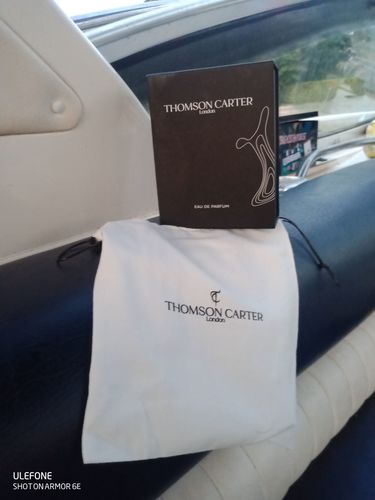 THOMSON CARTER
London
EAU DE PARFUM
TC
THOMSON CARTER
London
ULEFONE
SHOT ON ARMOR 6E